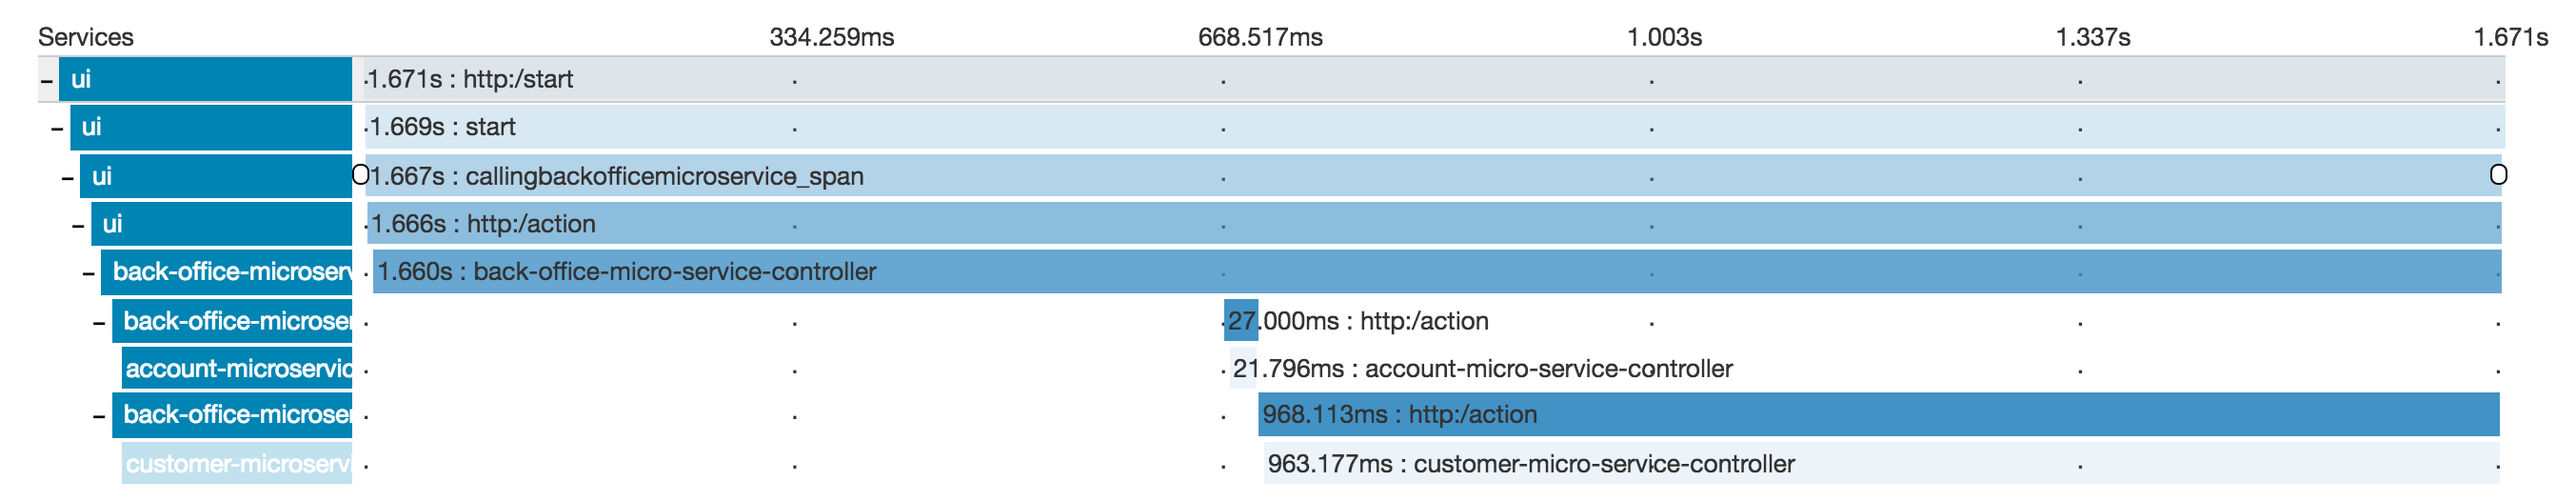 Services 334.259ms 668.517ms 1.003s 1.337s 1.671s
- ui 1.671s : http:/start
- ui 1.669s : start
- ui 1.667s : callingbackofficemicroservice_span
- ui 1.666s : http:/action
- back-office-microserv 1.660s : back-office-micro-service-controller
- back-office-microser 27.000ms : http:/action
account-microservic 21.796ms : account-micro-service-controller
- back-office-microser 968.113ms : http:/action
customer-microservi 963.177ms : customer-micro-service-controller